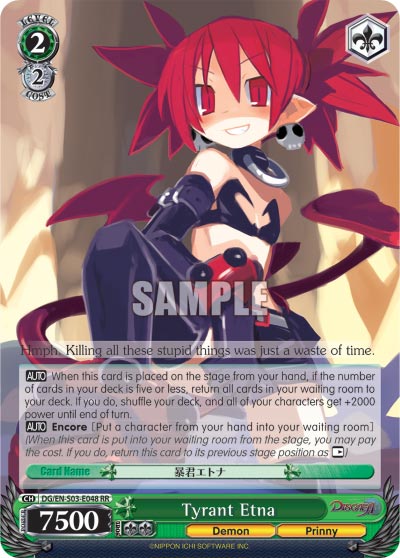 LEVEL
2
2
COST
SAMPLE
Hmph. Killing all these stupid things was just a waste of time.
AUTO When this card is placed on the stage from your hand, if the number
of cards in your deck is five or less, return all cards in your waiting room to
your deck. If you do, shuffle your deck, and all of your characters get +2000
power until end of turn.
AUTO Encore [Put a character from your hand into your waiting room]
(When this card is put into your waiting room from the stage, you may pay
the cost. If you do, return this card to its previous stage position as )
Card Name
暴君エトナ
CH DG/EN-S03-E048 RR
POWER
7500
SOUL
Tyrant Etna
DISGAEA
Demon
Prinny
©NIPPON ICHI SOFTWARE INC.